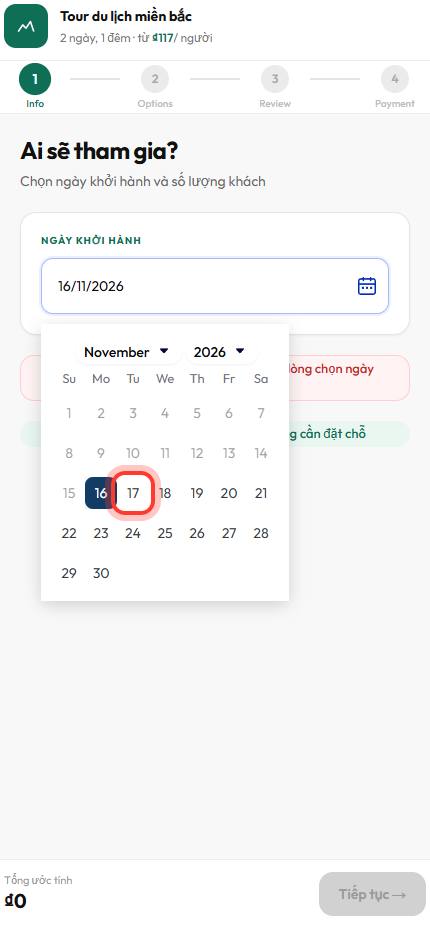 Tour du lịch miền bắc
2 ngày, 1 đêm · từ ₫117/ người
1 2 3 4
Info Options Review Payment
Ai sẽ tham gia?
Chọn ngày khởi hành và số lượng khách
NGÀY KHỞI HÀNH
16/11/2026
November 2026
lòng chọn ngày
Su Mo Tu We Th Fr Sa
1 2 3 4 5 6 7
8 9 10 11 12 13 14
g cần đặt chỗ
15 16 17 18 19 20 21
22 23 24 25 26 27 28
29 30
Tổng ước tính
₫0
Tiếp tục →